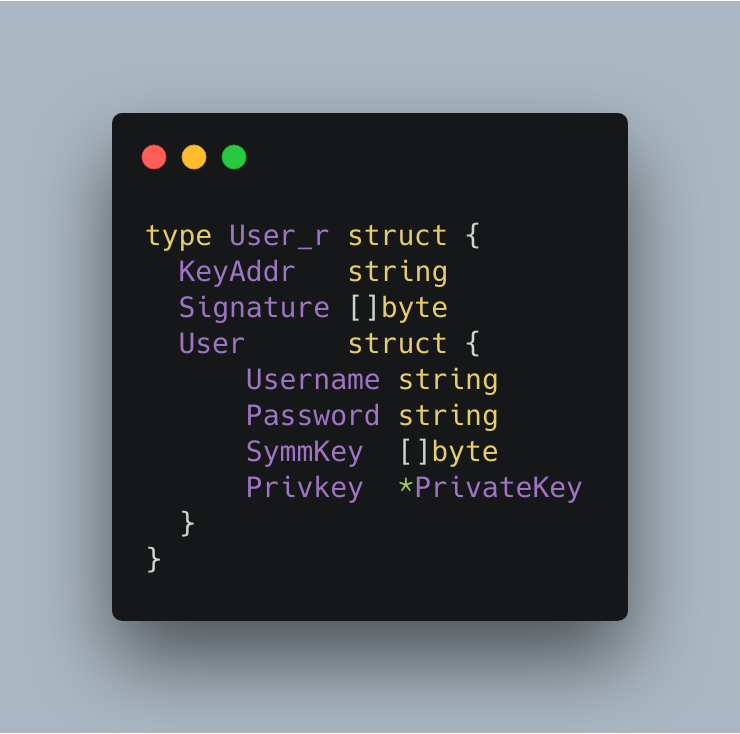 type User_r struct {
  KeyAddr   string
  Signature []byte
  User      struct {
      Username string
      Password string
      SymmKey  []byte
      Privkey  *PrivateKey
  }
}